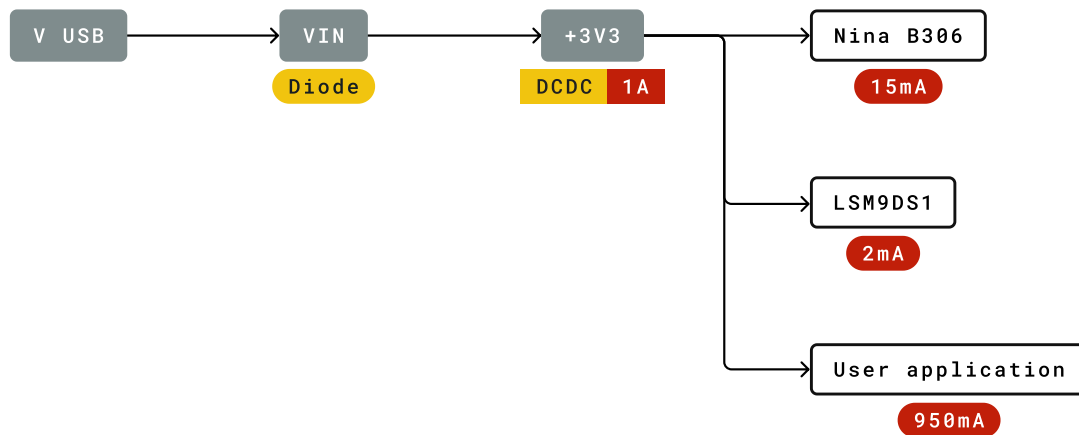 V USB
VIN
+3V3
Nina B306
Diode
DCDC
1A
15mA
LSM9DS1
2mA
User application
950mA